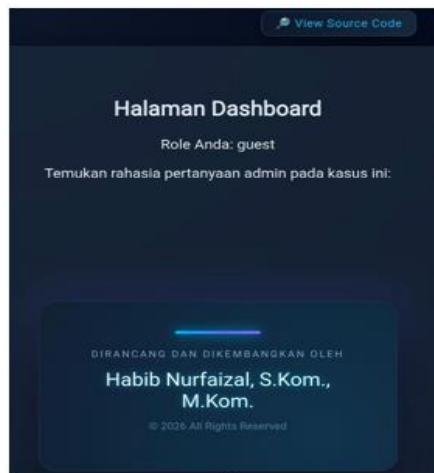 View Source Code
Halaman Dashboard
Role Anda: guest
Temukan rahasia pertanyaan admin pada kasus ini:
DIRANCANG DAN DIKEMBANGKAN OLEH
Habib Nurfaizal, S.Kom.,
M.Kom.
© 2026 All Rights Reserved